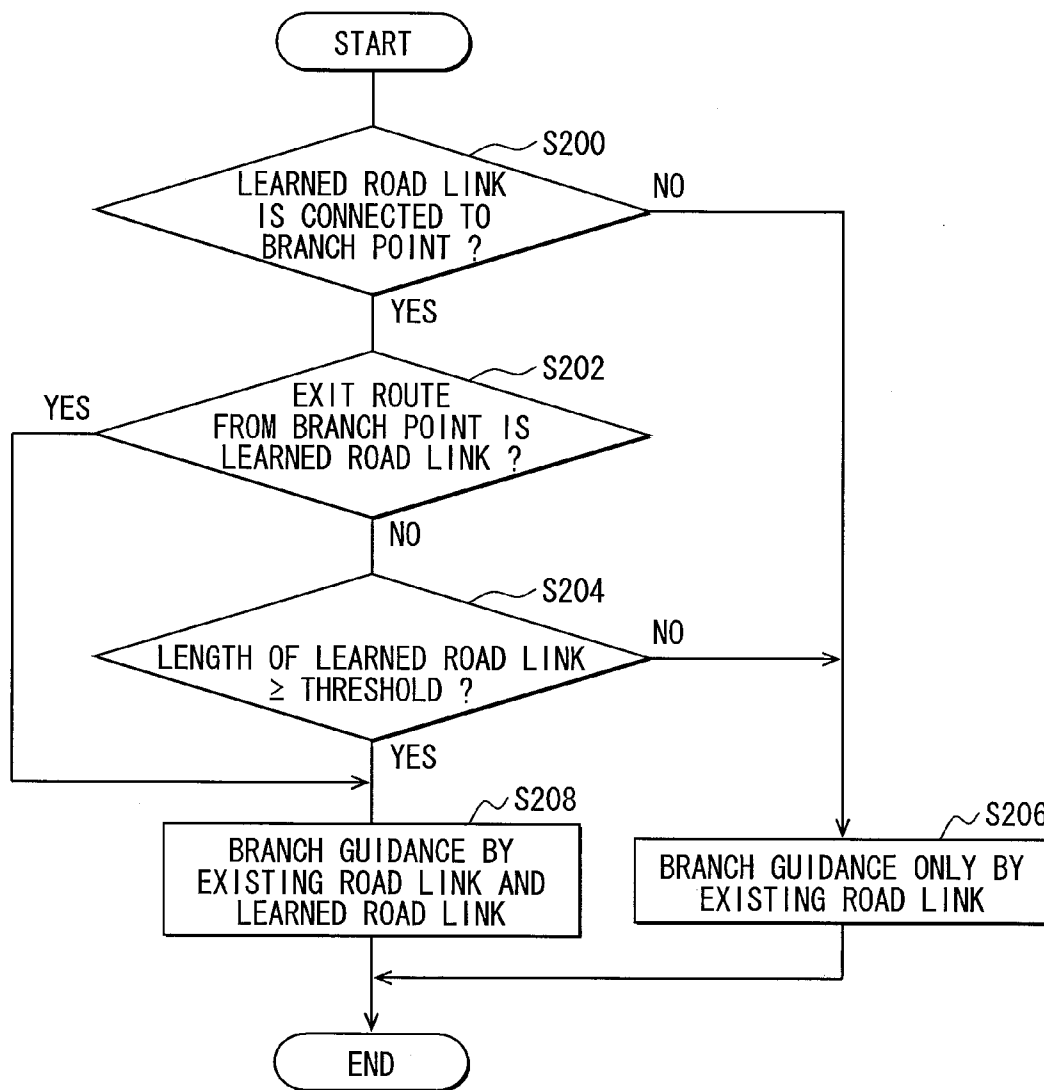 START
S200
LEARNED ROAD LINK
IS CONNECTED TO
BRANCH POINT ?
NO
YES
S202
EXIT ROUTE
FROM BRANCH POINT IS
LEARNED ROAD LINK ?
YES
NO
S204
LENGTH OF LEARNED ROAD LINK
≥ THRESHOLD ?
NO
YES
S208
BRANCH GUIDANCE BY
EXISTING ROAD LINK AND
LEARNED ROAD LINK
S206
BRANCH GUIDANCE ONLY BY
EXISTING ROAD LINK
END